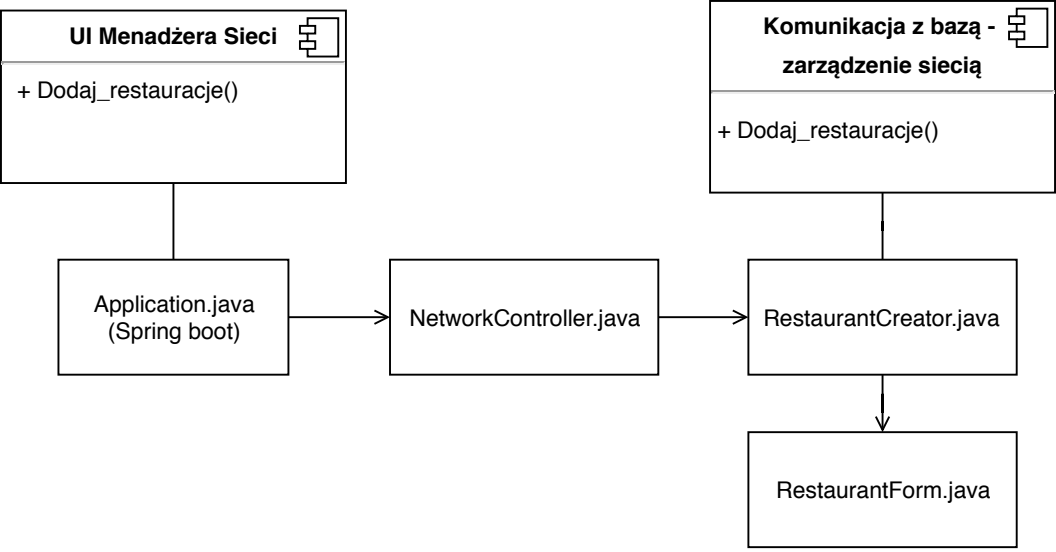 UI Menadżera Sieci
+ Dodaj_restauracje()
Komunikacja z bazą -
zarządzenie siecią
+ Dodaj_restauracje()
Application.java
(Spring boot)
NetworkController.java
RestaurantCreator.java
RestaurantForm.java